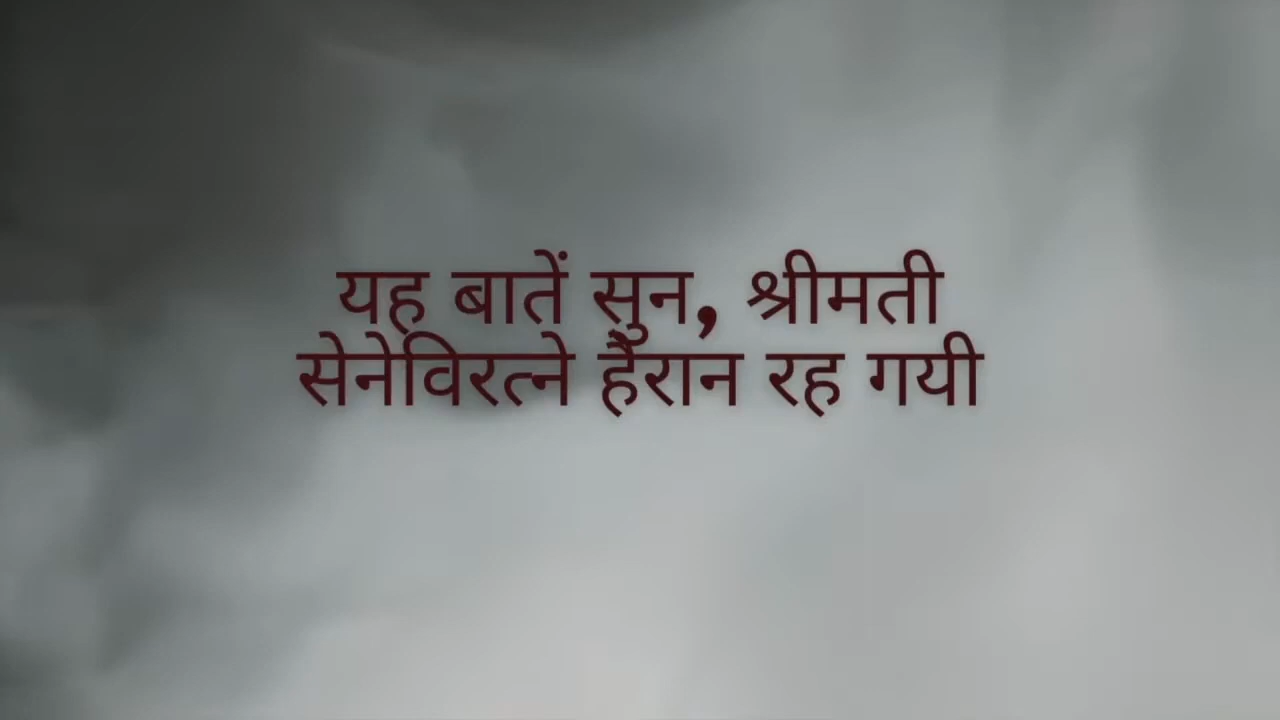 यह बातें सुन, श्रीमती
सेनेविरत्ने हैरान रह गयी